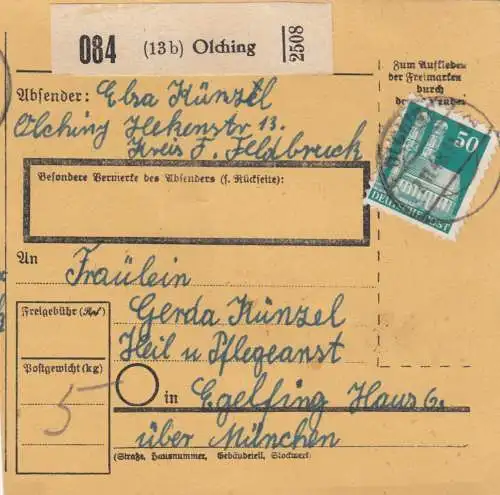 084 (13b) Olching 2508
Zum Aufkleben
der Freimarken
durch
Absender: Elsa Künzel
Olching Heckenstr 13.
Kreis F. Feldbruck
50
DEUTSCHE POST
Besondere Vermerke des Absenders (s. Rückseite):
An Fräulein
Gerda Künzel
Freigebühr
Heil u Pflegeanst
Postgewicht (kg)
5
in Egelfing Haus 6.
über München
(Straße, Hausnummer, Gebäudeteil, Stockwerk)